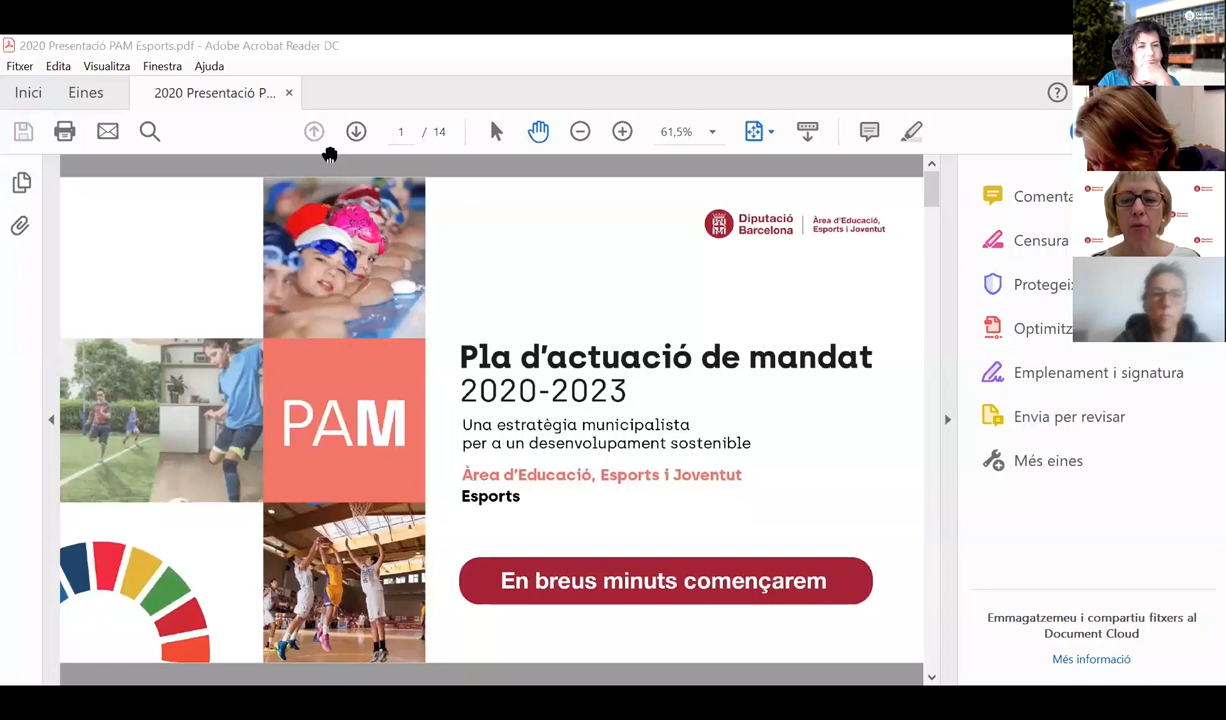 2020 Presentació PAM Esports.pdf - Adobe Acrobat Reader DC
Fitxer Edita Visualitza Finestra Ajuda
Inici Eines 2020 Presentació P... ×
1 / 14 61,5%
Diputació
Barcelona
Àrea d'Educació,
Esports i Joventut
Pla d'actuació de mandat
2020-2023
Una estratègia municipalista
per a un desenvolupament sostenible
Àrea d'Educació, Esports i Joventut
Esports
PAM
En breus minuts començarem
Comenta
Censura
Protegei
Optimitz
Emplenament i signatura
Envia per revisar
Més eines
Emmagatzemeu i compartiu fitxers al
Document Cloud
Més informació